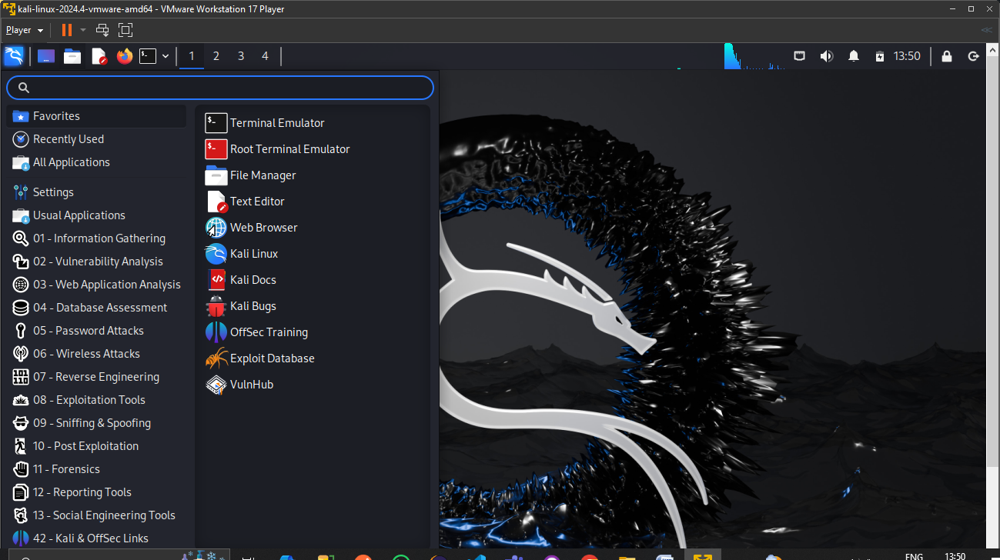 kali-linux-2024.4-vmware-amd64 - VMware Workstation 17 Player
Player
1 2 3 4 13:50
Favorites
Recently Used
All Applications
Settings
Usual Applications
01 - Information Gathering
02 - Vulnerability Analysis
03 - Web Application Analysis
04 - Database Assessment
05 - Password Attacks
06 - Wireless Attacks
07 - Reverse Engineering
08 - Exploitation Tools
09 - Sniffing & Spoofing
10 - Post Exploitation
11 - Forensics
12 - Reporting Tools
13 - Social Engineering Tools
42 - Kali & OffSec Links
Terminal Emulator
Root Terminal Emulator
File Manager
Text Editor
Web Browser
Kali Linux
Kali Docs
Kali Bugs
OffSec Training
Exploit Database
VulnHub
ENG 13:50